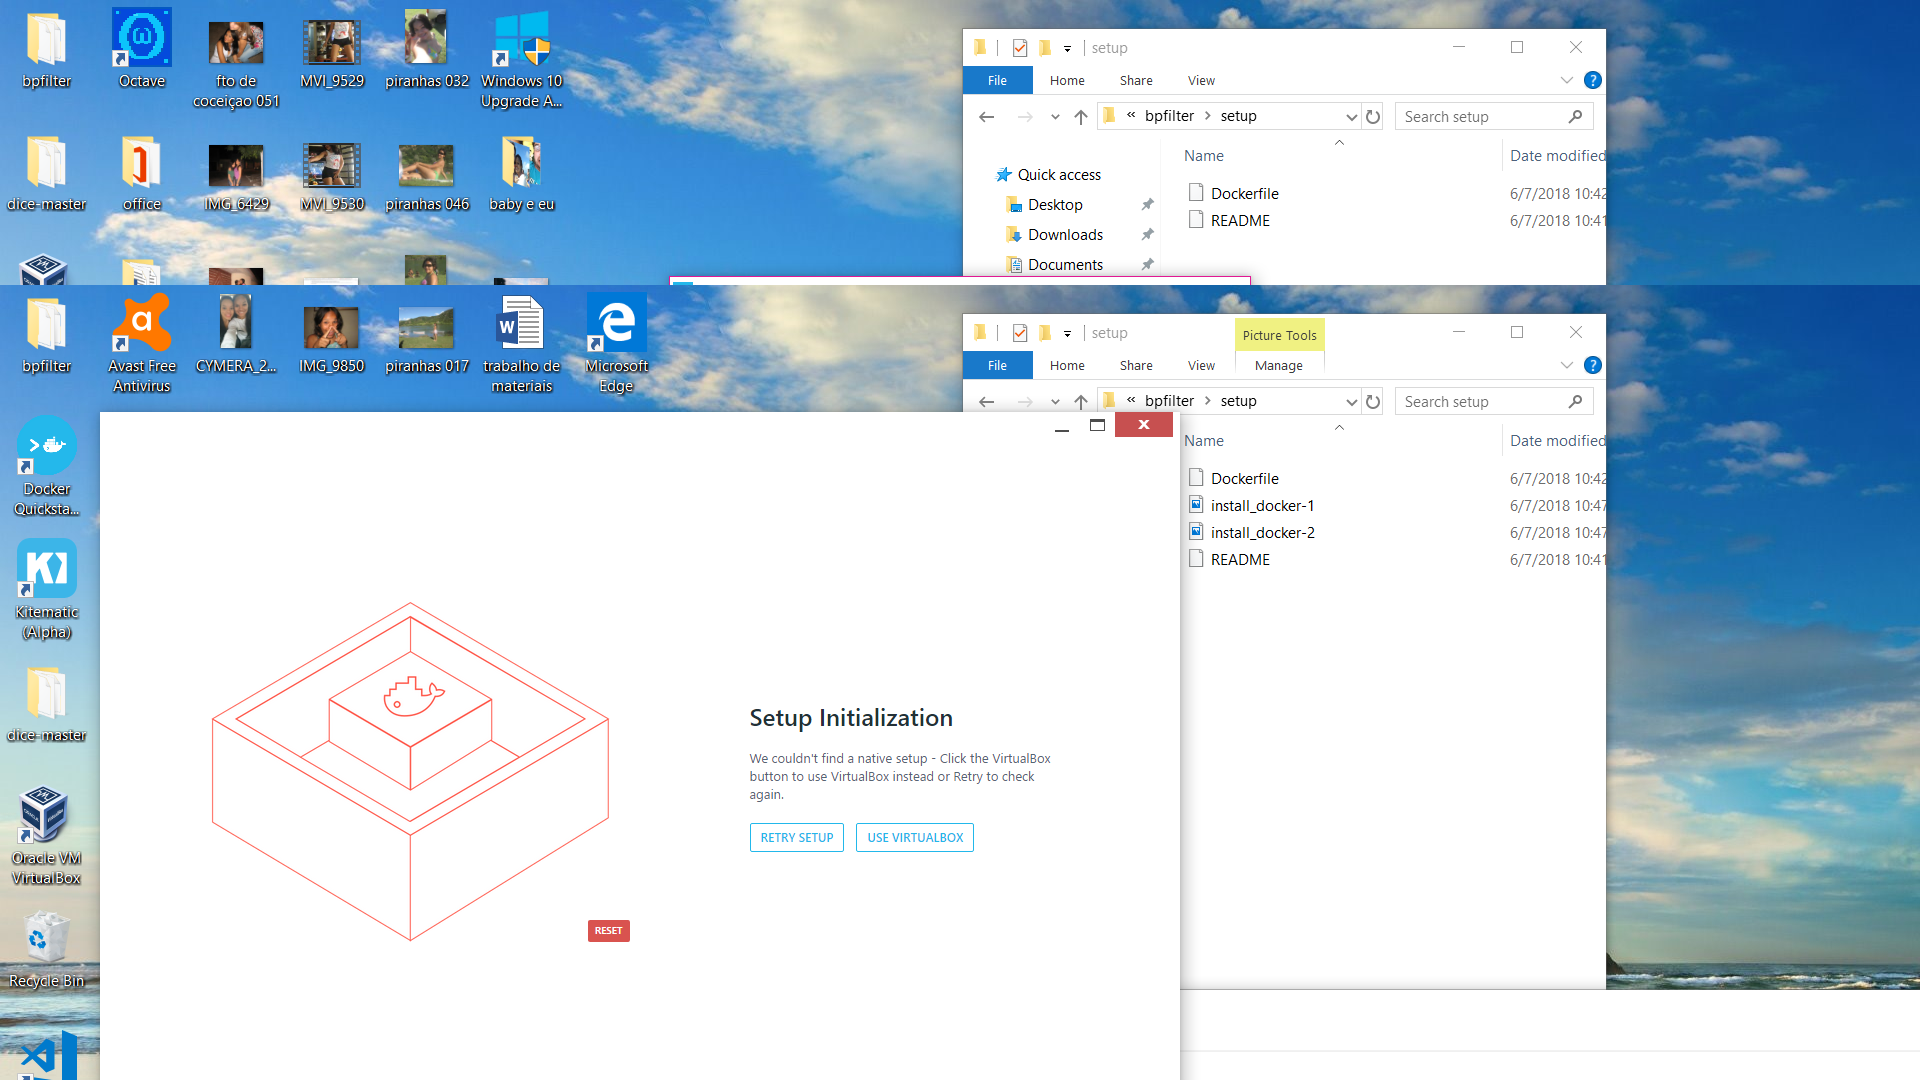 bpfilter
Octave
fto de
coceiçao 051
MVI_9529
piranhas 032
Windows 10
Upgrade A...
dice-master
office
IMG_6429
MVI_9530
piranhas 046
baby e eu
setup
File
Home
Share
View
bpfilter
setup
Search setup
Name
Date modified
Quick access
Desktop
Downloads
Documents
Dockerfile
6/7/2018 10:42
README
6/7/2018 10:41
bpfilter
Avast Free
Antivirus
CYMERA_2...
IMG_9850
piranhas 017
trabalho de
materiais
Microsoft
Edge
Docker
Quicksta...
Kitematic
(Alpha)
dice-master
Oracle VM
VirtualBox
Recycle Bin
setup
Picture Tools
File
Home
Share
View
Manage
bpfilter
setup
Search setup
Name
Date modified
Dockerfile
6/7/2018 10:42
install_docker-1
6/7/2018 10:47
install_docker-2
6/7/2018 10:47
README
6/7/2018 10:41
Setup Initialization
We couldn't find a native setup - Click the VirtualBox
button to use VirtualBox instead or Retry to check
again.
RETRY SETUP
USE VIRTUALBOX
RESET